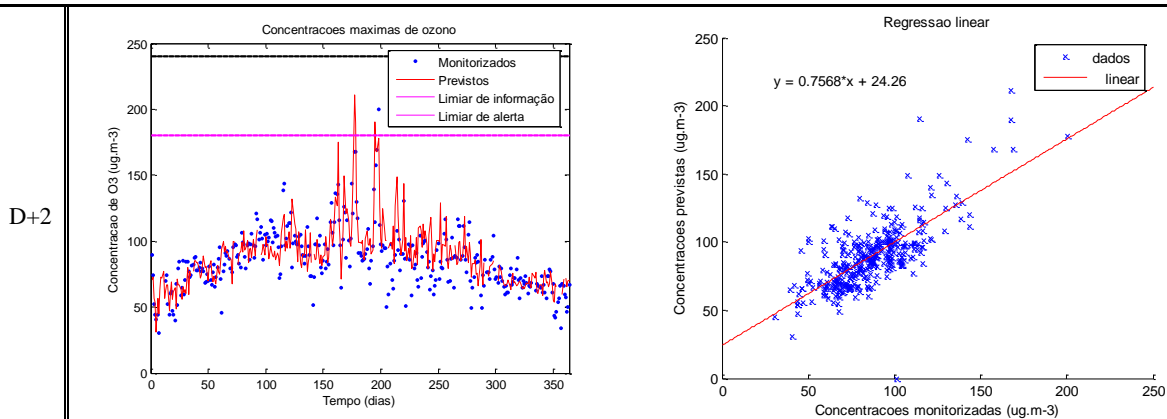 D+2
Concentracoes maximas de ozono
Concentracao de O3 (ug.m-3)
250
200
150
100
50
0
0 50 100 150 200 250 300 350
Tempo (dias)
Monitorizados
Previstos
Limiar de informação
Limiar de alerta
Regressao linear
Concentracoes previstas (ug.m-3)
250
200
150
100
50
0
0 50 100 150 200 250
Concentracoes monitorizadas (ug.m-3)
y = 0.7568*x + 24.26
dados
linear